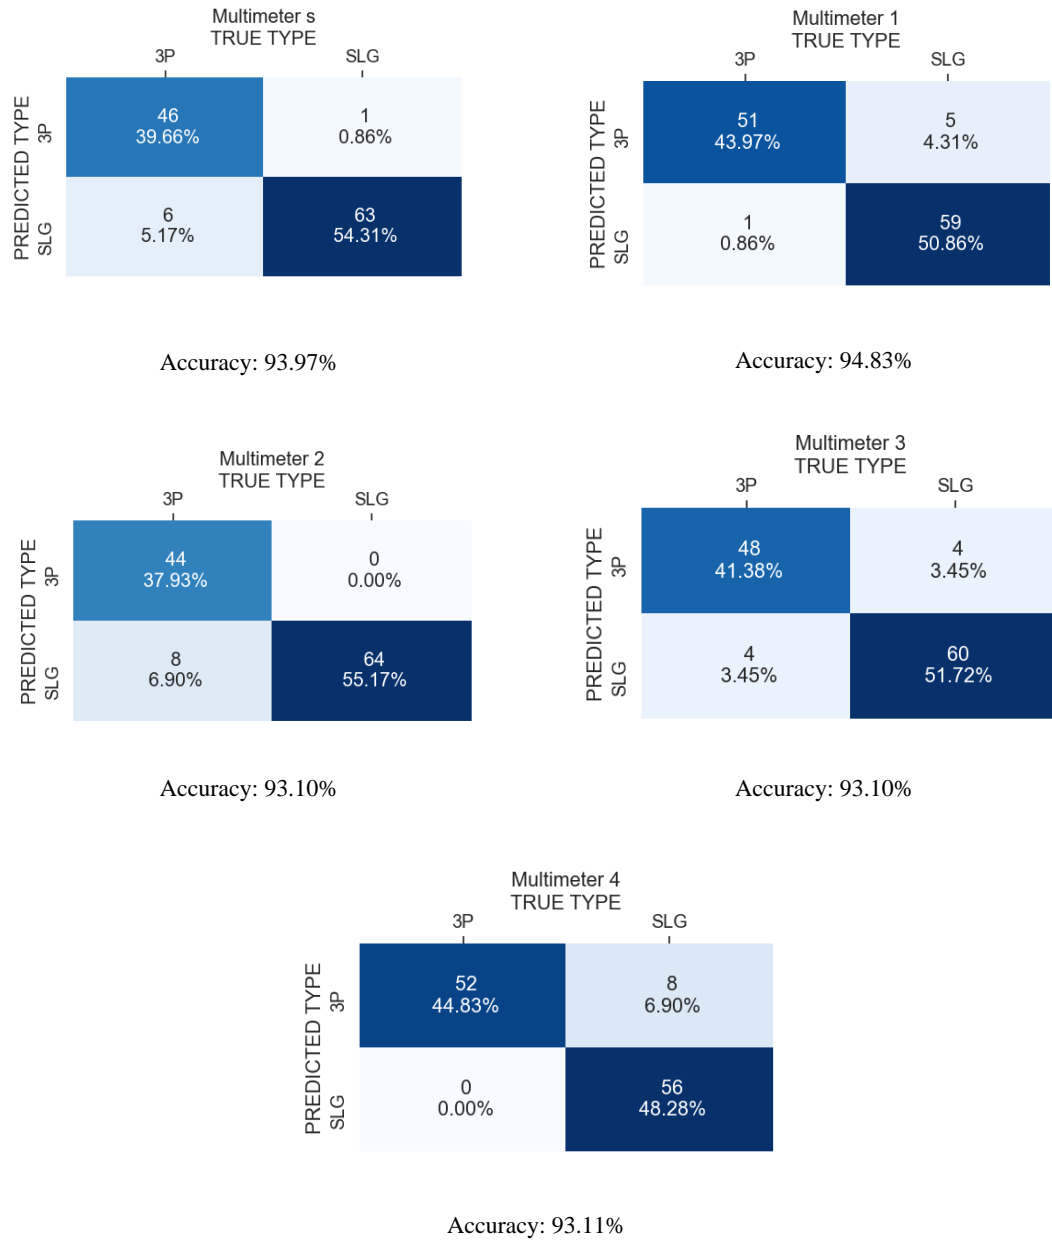 Multimeter s
TRUE TYPE
3P SLG
PREDICTED TYPE
3P
46 1
39.66% 0.86%
SLG
6 63
5.17% 54.31%
Accuracy: 93.97%
Multimeter 1
TRUE TYPE
3P SLG
PREDICTED TYPE
3P
51 5
43.97% 4.31%
SLG
1 59
0.86% 50.86%
Accuracy: 94.83%
Multimeter 2
TRUE TYPE
3P SLG
PREDICTED TYPE
3P
44 0
37.93% 0.00%
SLG
8 64
6.90% 55.17%
Accuracy: 93.10%
Multimeter 3
TRUE TYPE
3P SLG
PREDICTED TYPE
3P
48 4
41.38% 3.45%
SLG
4 60
3.45% 51.72%
Accuracy: 93.10%
Multimeter 4
TRUE TYPE
3P SLG
PREDICTED TYPE
3P
52 8
44.83% 6.90%
SLG
0 56
0.00% 48.28%
Accuracy: 93.11%